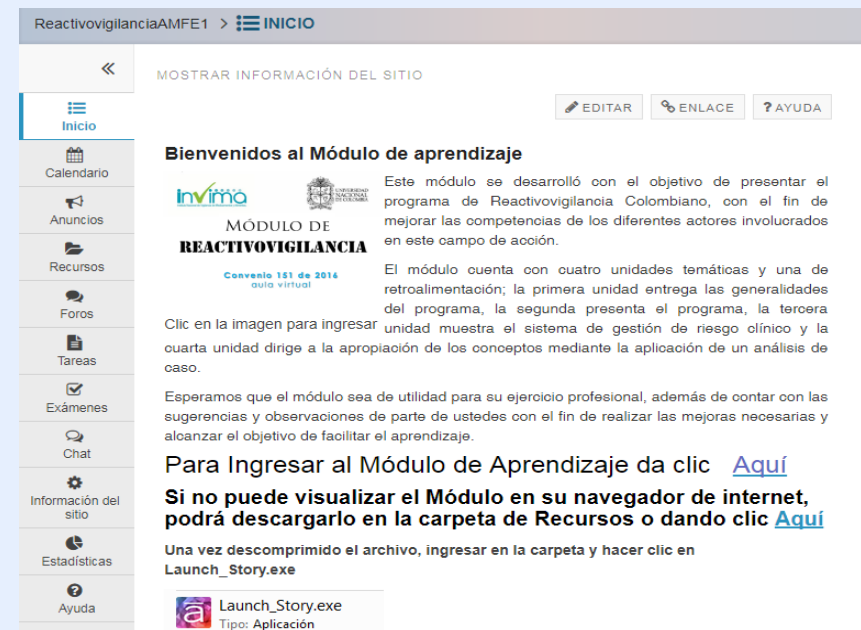 ReactivovigilanciaAMFE1 > INICIO
«
MOSTRAR INFORMACIÓN DEL SITIO
EDITAR
ENLACE
? AYUDA
Inicio
Calendario
Anuncios
Recursos
Foros
Tareas
Exámenes
Chat
Información del
sitio
Estadísticas
Ayuda
Bienvenidos al Módulo de aprendizaje
invima
UNIVERSIDAD
NACIONAL
DE COLOMBIA
MÓDULO DE
REACTIVOVIGILANCIA
Convenio 151 de 2016
aula virtual
Clic en la imagen para ingresar
Este módulo se desarrolló con el objetivo de presentar el
programa de Reactivovigilancia Colombiano, con el fin de
mejorar las competencias de los diferentes actores involucrados
en este campo de acción.
El módulo cuenta con cuatro unidades temáticas y una de
retroalimentación; la primera unidad entrega las generalidades
del programa, la segunda presenta el programa, la tercera
unidad muestra el sistema de gestión de riesgo clínico y la
cuarta unidad dirige a la apropiación de los conceptos mediante la aplicación de un análisis de
caso.
Esperamos que el módulo sea de utilidad para su ejercicio profesional, además de contar con las
sugerencias y observaciones de parte de ustedes con el fin de realizar las mejoras necesarias y
alcanzar el objetivo de facilitar el aprendizaje.
Para Ingresar al Módulo de Aprendizaje da clic Aquí
Si no puede visualizar el Módulo en su navegador de internet,
podrá descargarlo en la carpeta de Recursos o dando clic Aquí
Una vez descomprimido el archivo, ingresar en la carpeta y hacer clic en
Launch_Story.exe
Launch_Story.exe
Tipo: Aplicación